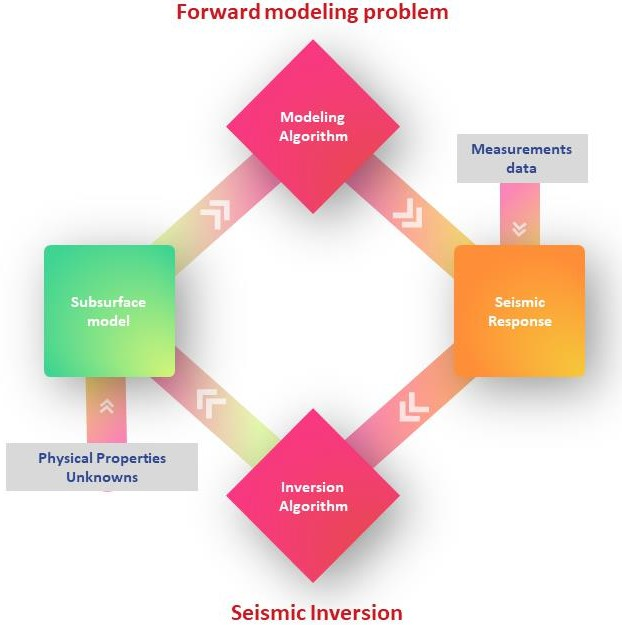 Forward modeling problem
Modeling
Algorithm
Measurements
data
Subsurface
model
Seismic
Response
Physical Properties
Unknowns
Inversion
Algorithm
Seismic Inversion